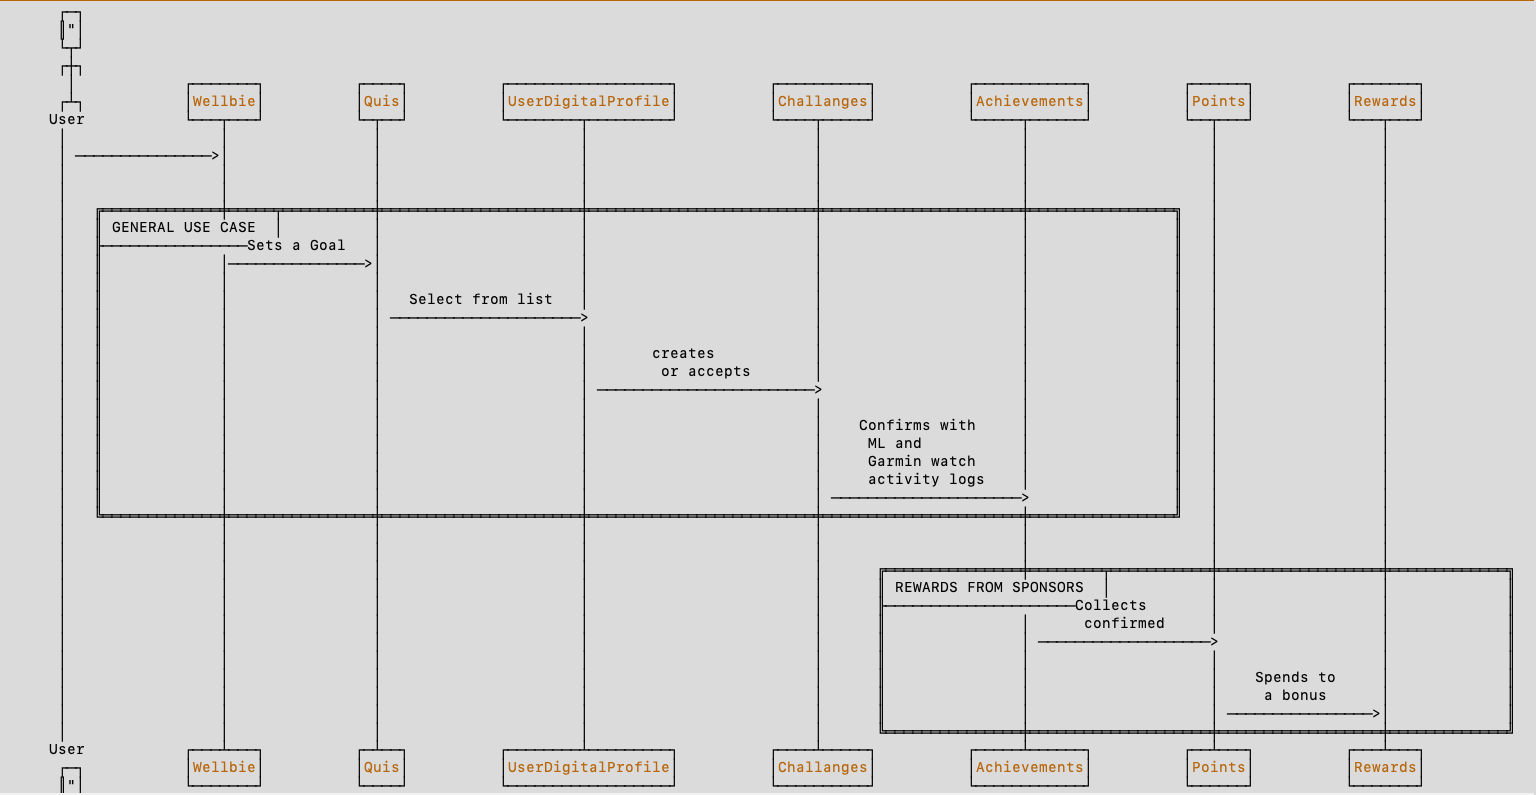 "
User
Wellbie
Quis
UserDigitalProfile
Challanges
Achievements
Points
Rewards
GENERAL USE CASE
Sets a Goal
Select from list
creates
or accepts
Confirms with
ML and
Garmin watch
activity logs
REWARDS FROM SPONSORS
Collects
confirmed
Spends to
a bonus
User
Wellbie
Quis
UserDigitalProfile
Challanges
Achievements
Points
Rewards
"